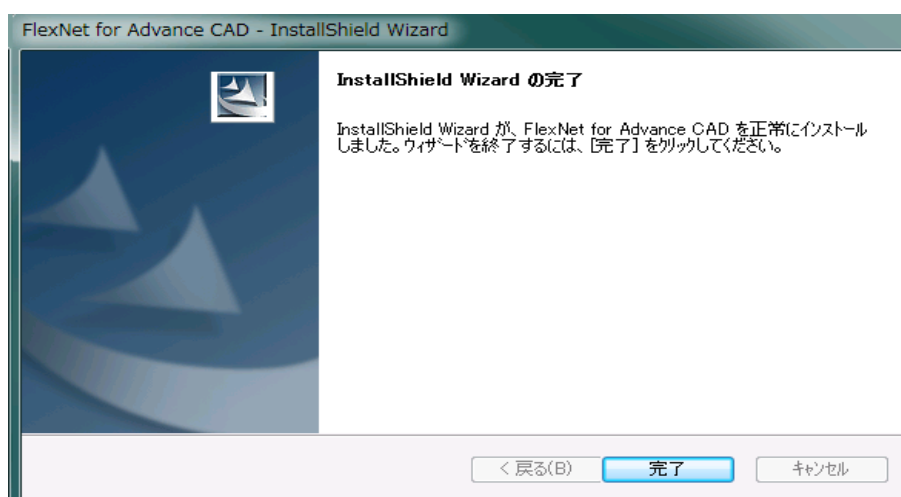 FlexNet for Advance CAD - InstallShield Wizard
InstallShield Wizard の完了
InstallShield Wizard が、FlexNet for Advance CAD を正常にインストール
しました。ウィザードを終了するには、[完了] をクリックしてください。
< 戻る(B)
完了
キャンセル